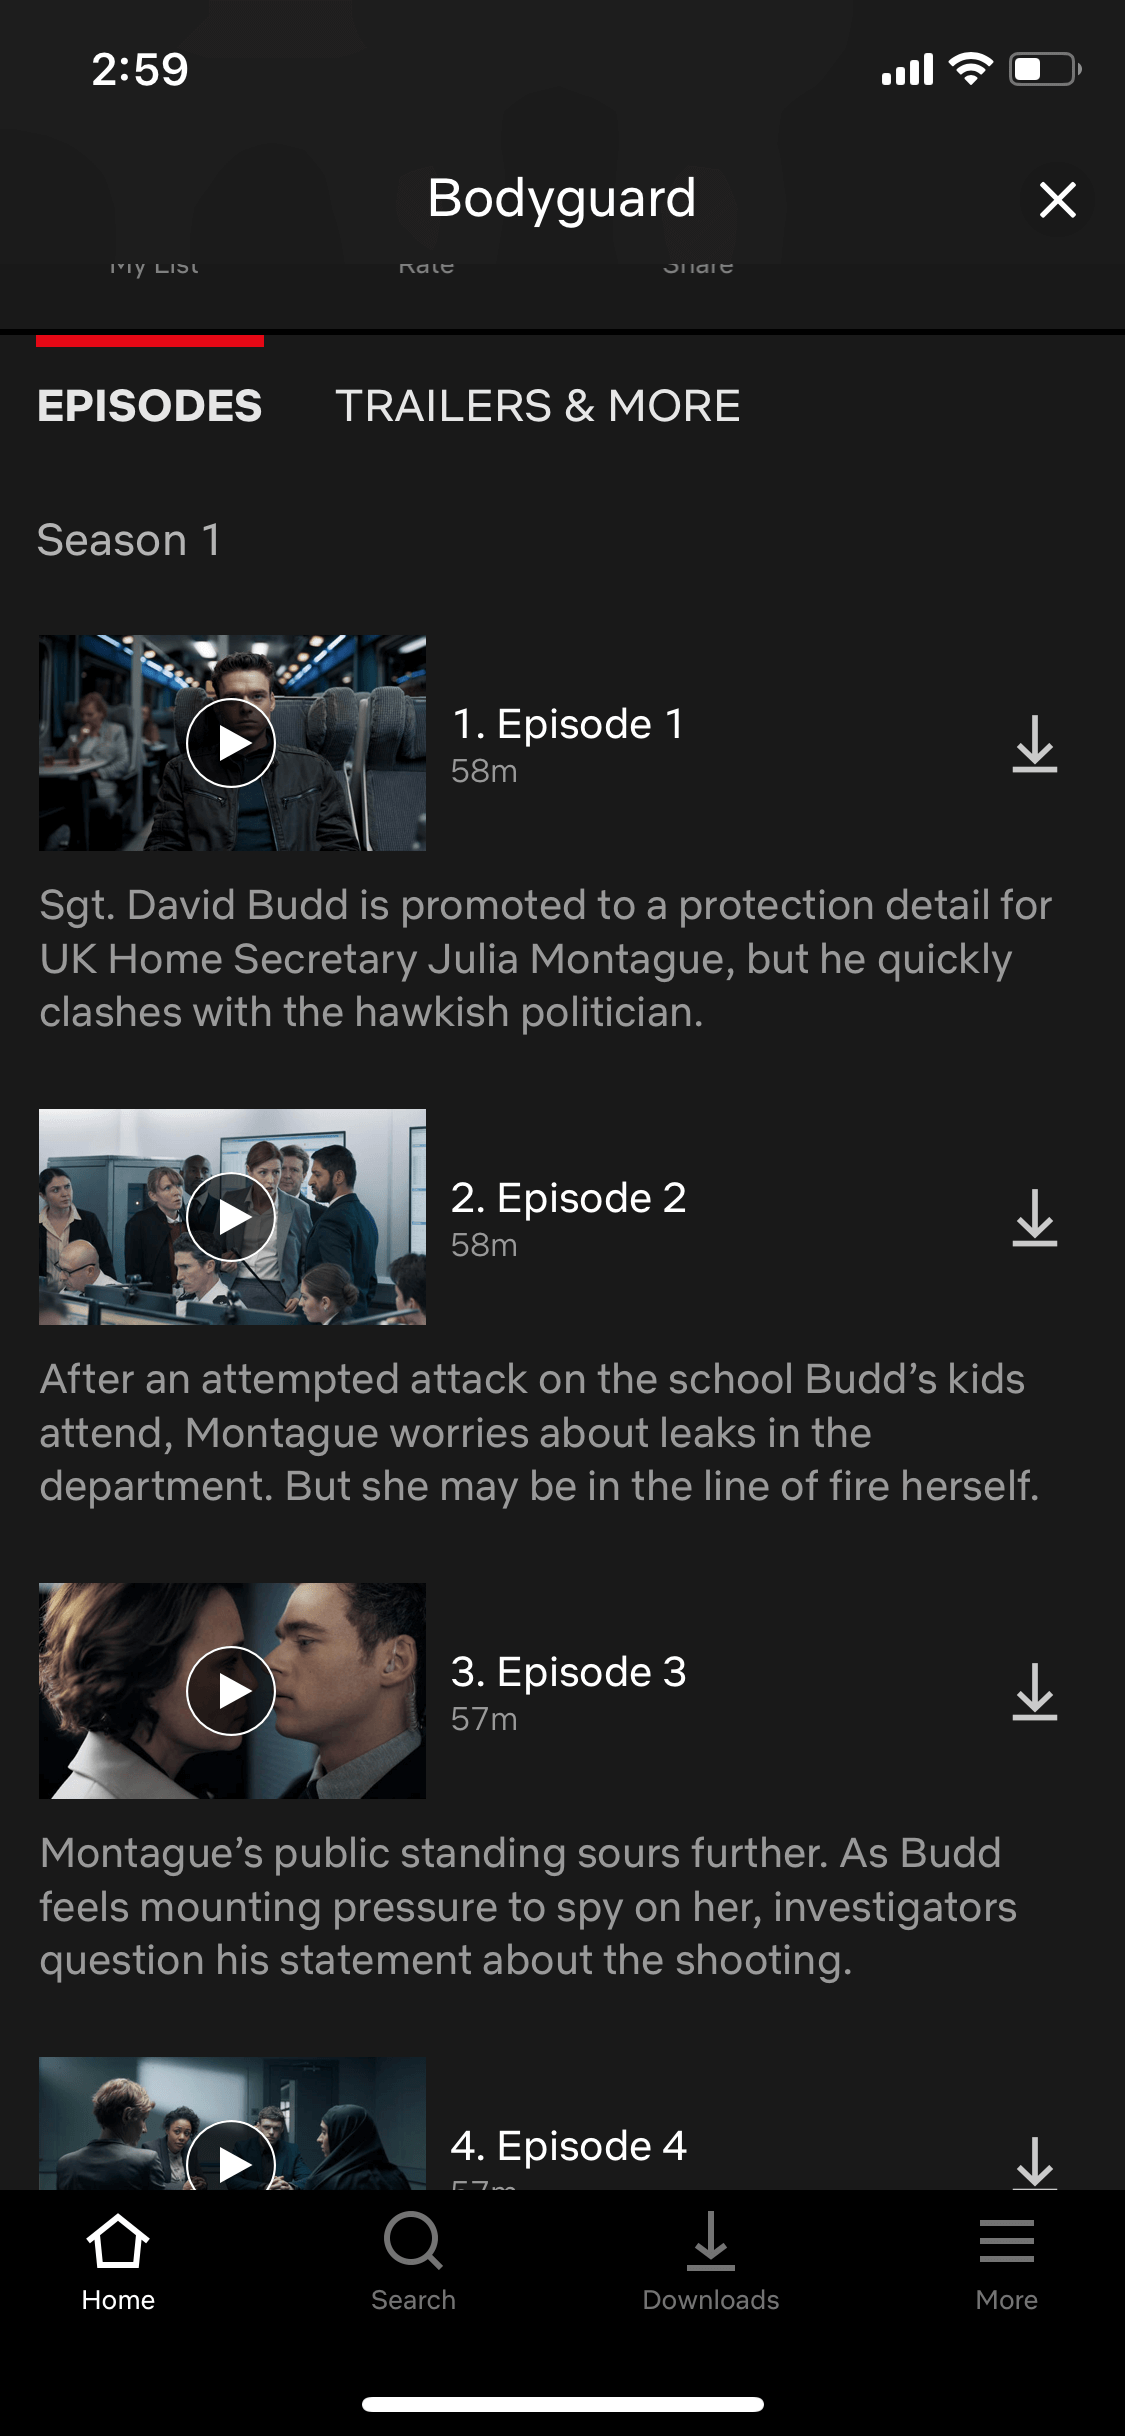 2:59
Bodyguard
My List
Rate
Share
EPISODES
TRAILERS & MORE
Season 1
1. Episode 1
58m
Sgt. David Budd is promoted to a protection detail for
UK Home Secretary Julia Montague, but he quickly
clashes with the hawkish politician.
2. Episode 2
58m
After an attempted attack on the school Budd’s kids
attend, Montague worries about leaks in the
department. But she may be in the line of fire herself.
3. Episode 3
57m
Montague’s public standing sours further. As Budd
feels mounting pressure to spy on her, investigators
question his statement about the shooting.
4. Episode 4
57m
Home
Search
Downloads
More